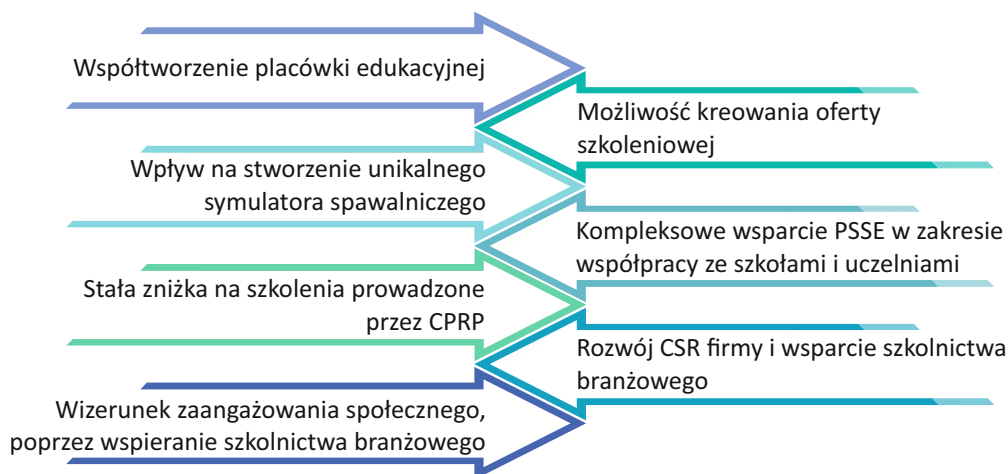 Współtworzenie placówki edukacyjnej
Możliwość kreowania oferty
szkoleniowej
Wpływ na stworzenie unikalnego
symulatora spawalniczego
Kompleksowe wsparcie PSSE w zakresie
współpracy ze szkołami i uczelniami
Stała zniżka na szkolenia prowadzone
przez CPRP
Rozwój CSR firmy i wsparcie szkolnictwa
branżowego
Wizerunek zaangażowania społecznego,
poprzez wspieranie szkolnictwa branżowego